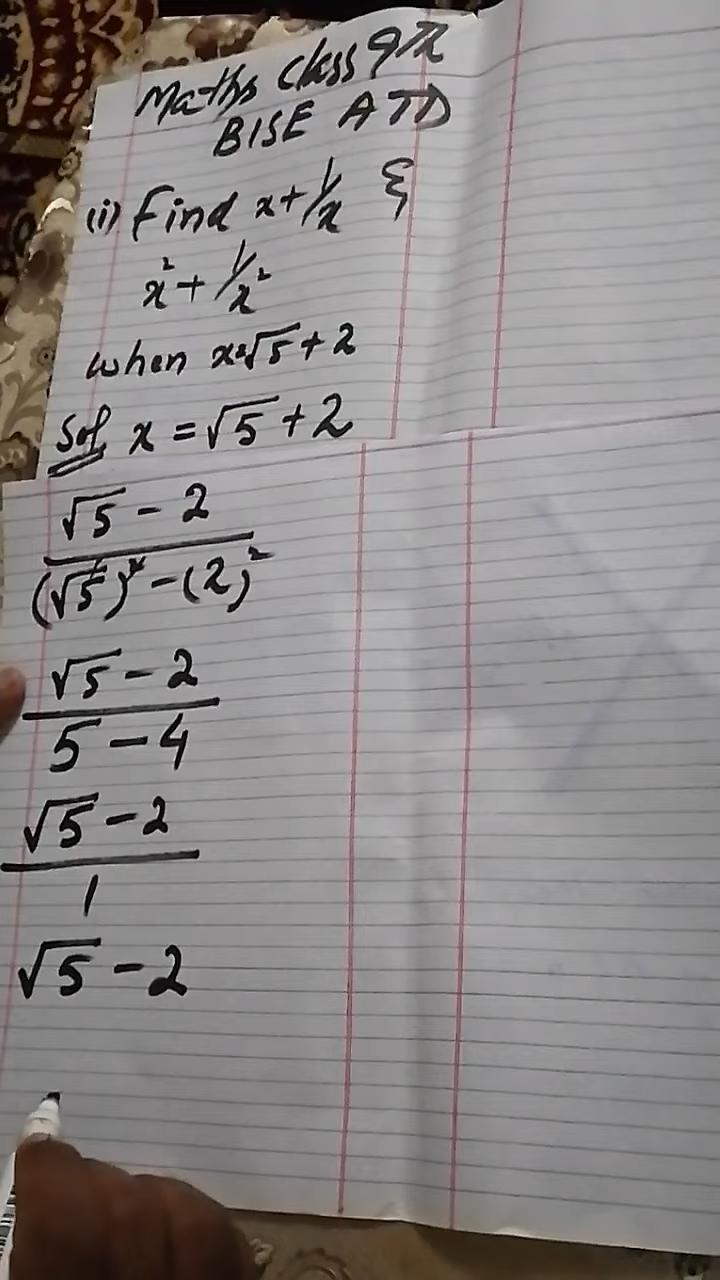 Maths Class 9th
BISE ATD
(i) Find x + 1/x &
x² + 1/x²
when x=√5+2
Sol x = √5 + 2
√5 - 2
(√5)² - (2)²
√5 - 2
5 - 4
√5 - 2
1
√5 - 2